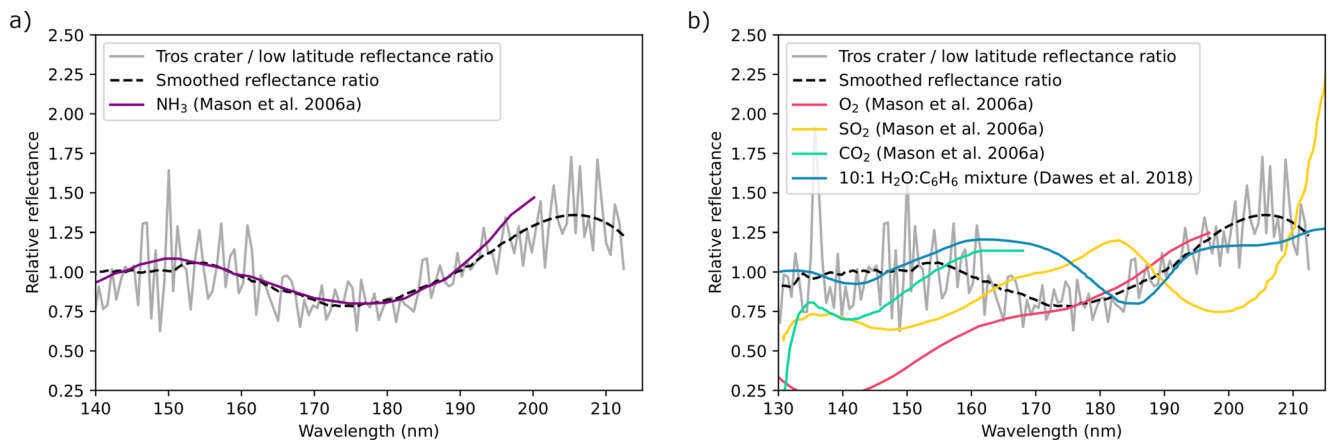 a)
2.50
2.25
2.00
1.75
1.50
1.25
1.00
0.75
0.50
0.25
Relative reflectance
Tros crater / low latitude reflectance ratio
Smoothed reflectance ratio
NH₃ (Mason et al. 2006a)
140 150 160 170 180 190 200 210
Wavelength (nm)
b)
2.50
2.25
2.00
1.75
1.50
1.25
1.00
0.75
0.50
0.25
Relative reflectance
Tros crater / low latitude reflectance ratio
Smoothed reflectance ratio
O₂ (Mason et al. 2006a)
SO₂ (Mason et al. 2006a)
CO₂ (Mason et al. 2006a)
10:1 H₂O:C₆H₆ mixture (Dawes et al. 2018)
130 140 150 160 170 180 190 200 210
Wavelength (nm)